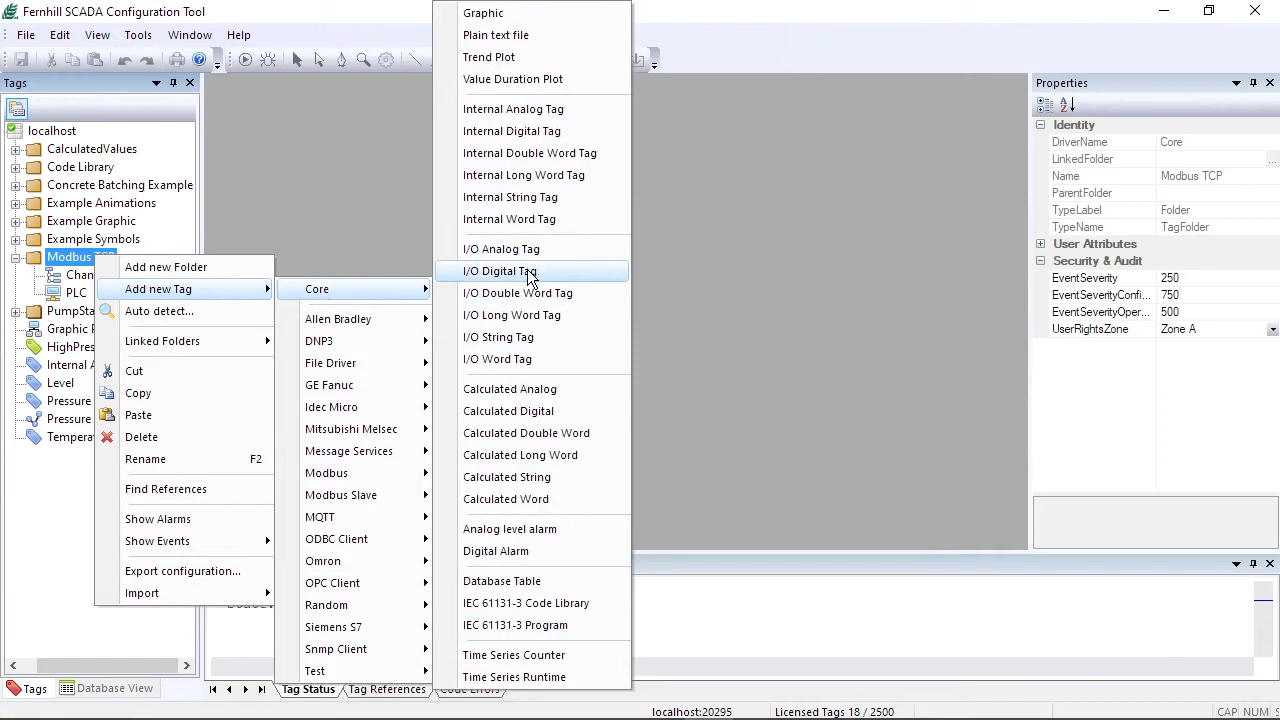 Fernhill SCADA Configuration Tool
File Edit View Tools Window Help
Tags
localhost
CalculatedValues
Code Library
Concrete Batching Example
Example Animations
Example Graphic
Example Symbols
Modbus TCP
Chan
PLC
PumpSta
Graphic P
HighPres
Internal A
Level
Pressure
Pressure
Tempera
Tags Database View
Add new Folder
Add new Tag
Auto detect...
Linked Folders
Cut
Copy
Paste
Delete
Rename F2
Find References
Show Alarms
Show Events
Export configuration...
Import
Core
Allen Bradley
DNP3
File Driver
GE Fanuc
Idec Micro
Mitsubishi Melsec
Message Services
Modbus
Modbus Slave
MQTT
ODBC Client
Omron
OPC Client
Random
Siemens S7
Snmp Client
Test
Graphic
Plain text file
Trend Plot
Value Duration Plot
Internal Analog Tag
Internal Digital Tag
Internal Double Word Tag
Internal Long Word Tag
Internal String Tag
Internal Word Tag
I/O Analog Tag
I/O Digital Tag
I/O Double Word Tag
I/O Long Word Tag
I/O String Tag
I/O Word Tag
Calculated Analog
Calculated Digital
Calculated Double Word
Calculated Long Word
Calculated String
Calculated Word
Analog level alarm
Digital Alarm
Database Table
IEC 61131-3 Code Library
IEC 61131-3 Program
Time Series Counter
Time Series Runtime
Tag Status Tag References Code Errors
Properties
Identity
DriverName Core
LinkedFolder ...
Name Modbus TCP
ParentFolder
TypeLabel Folder
TypeName TagFolder
User Attributes
Security & Audit
EventSeverity 250
EventSeverityConfi... 750
EventSeverityOper... 500
UserRightsZone Zone A
localhost:20295 Licensed Tags 18 / 2500 CAP NUM